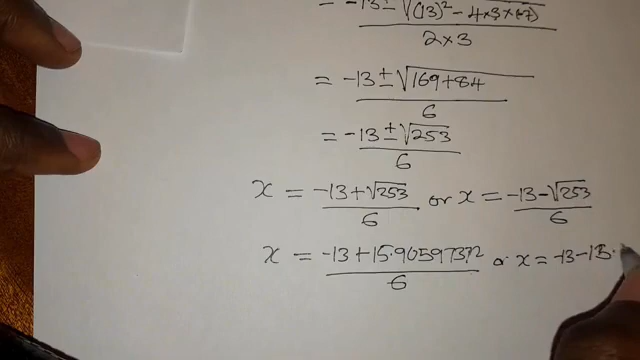 = -13 ± √(13)² - 4×3×(-7)
2×3
= -13 ± √169+84
6
= -13 ± √253
6
x = -13+√253 or x = -13-√253
6 6
x = -13+15.90597372 or x = -13-15.
6